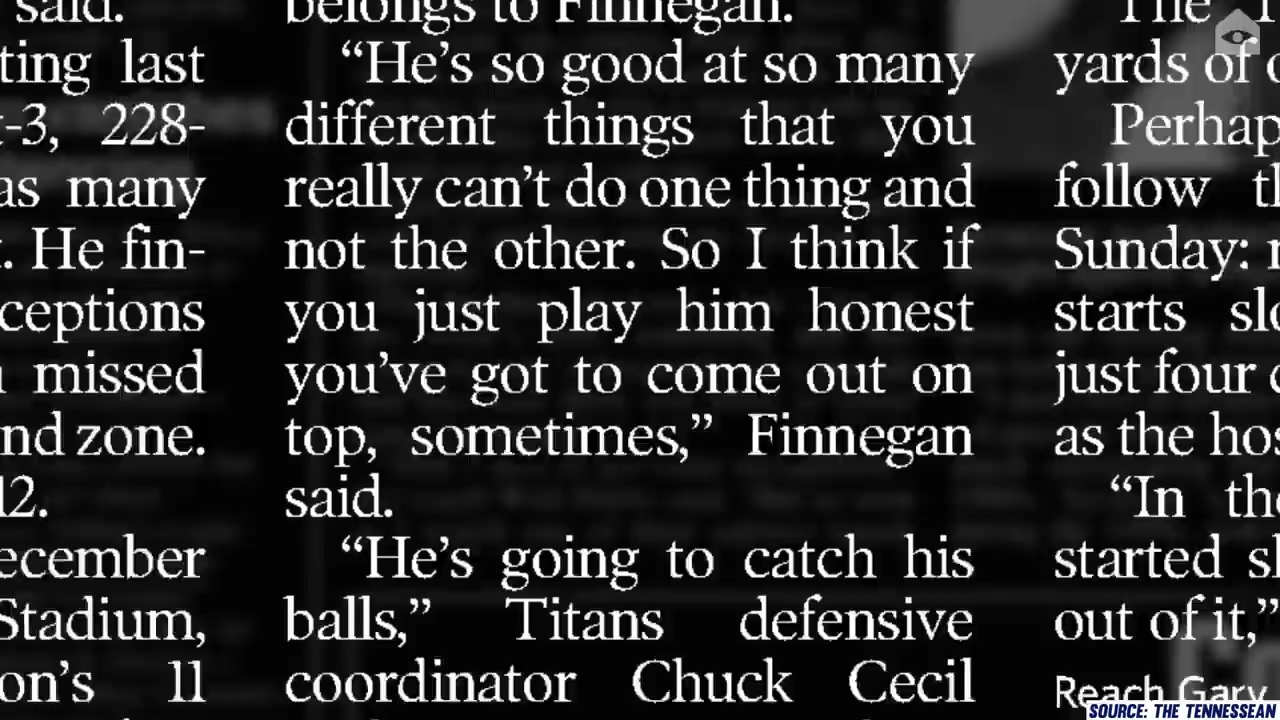 said.
ting last
-3, 228-
as many
. He fin-
ceptions
missed
nd zone.
12.
ecember
Stadium,
on's 11
belongs to Finnegan.
“He’s so good at so many
different things that you
really can’t do one thing and
not the other. So I think if
you just play him honest
you’ve got to come out on
top, sometimes,” Finnegan
said.
“He’s going to catch his
balls,” Titans defensive
coordinator Chuck Cecil
The T
yards of
Perhap
follow th
Sunday:
starts slo
just four
as the hos
“In the
started sl
out of it,”
Reach Gary
SOURCE: THE TENNESSEAN